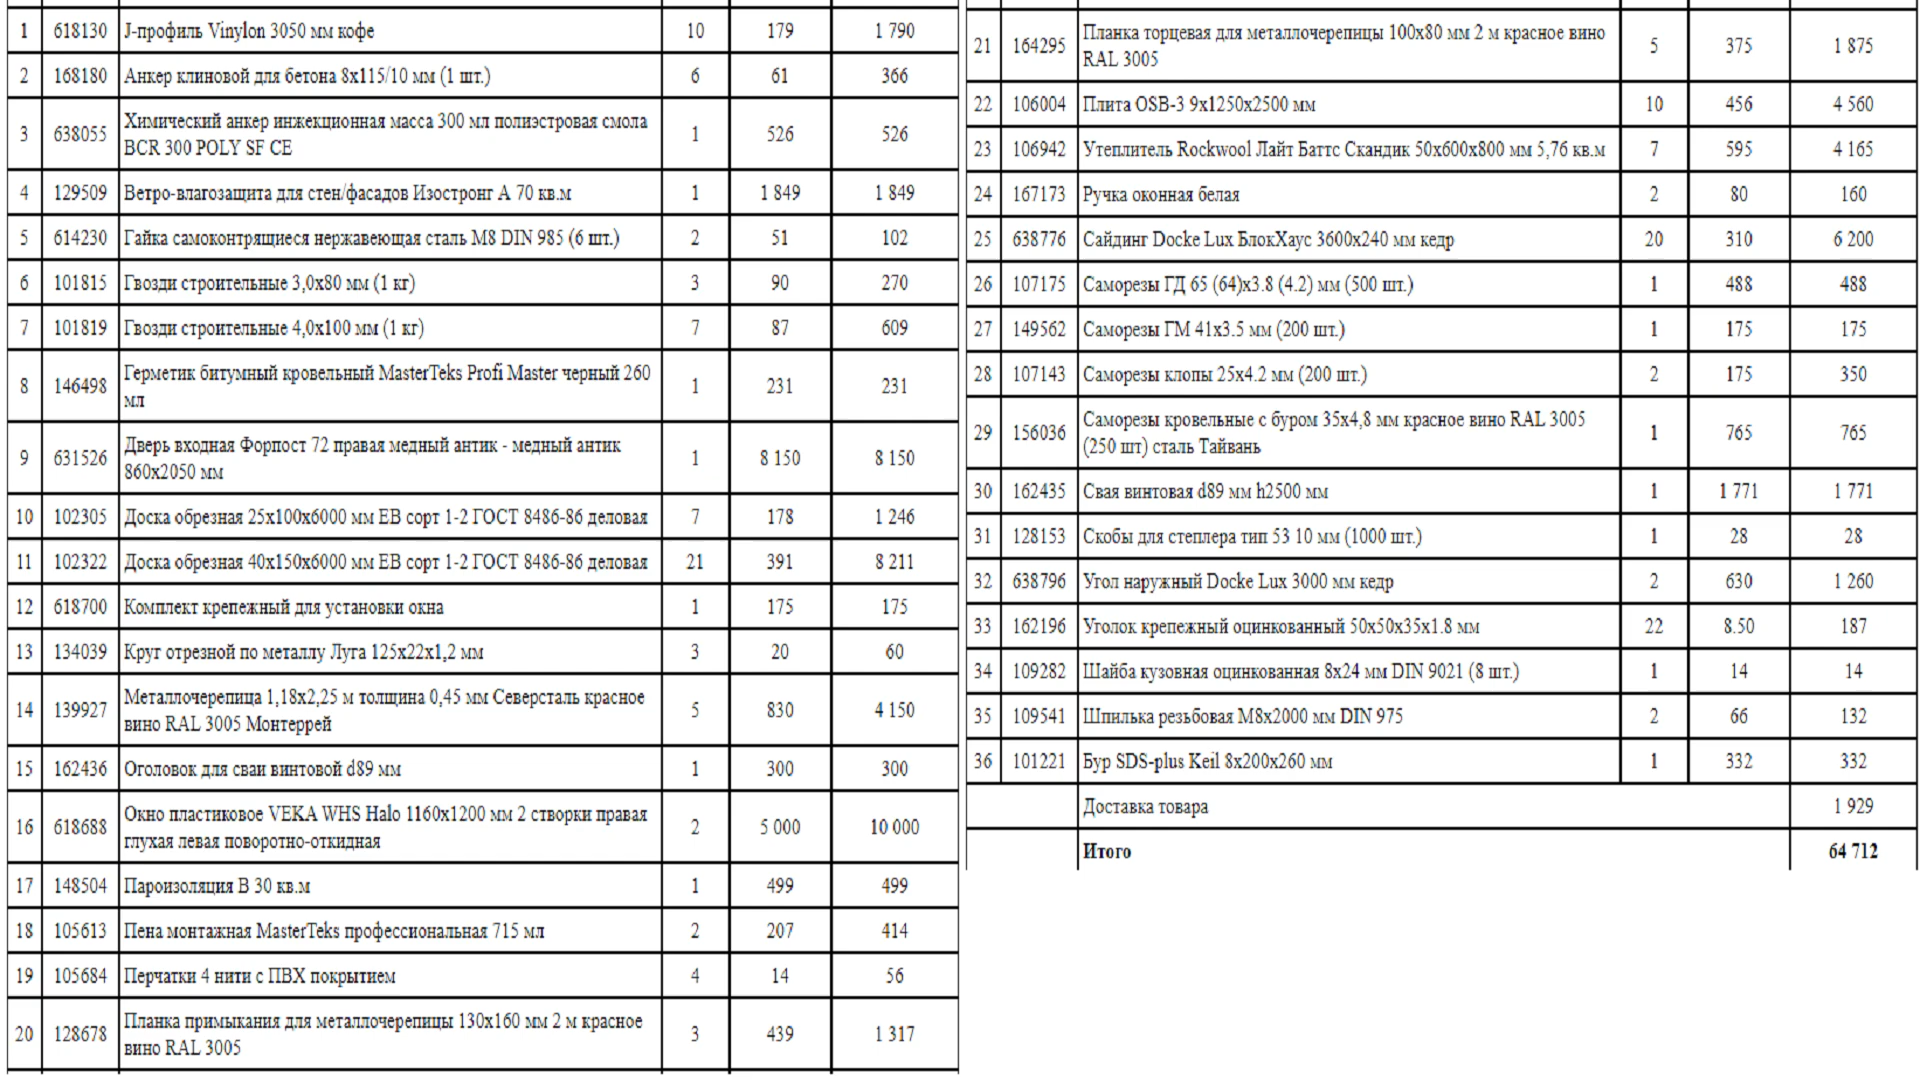 1 618130 J-профиль Vinylon 3050 мм кофе 10 179 1 790
2 168180 Анкер клиновой для бетона 8x115/10 мм (1 шт.) 6 61 366
3 638055 Химический анкер инжекционная масса 300 мл полиэстровая смола
BCR 300 POLY SF CE 1 526 526
4 129509 Ветро-влагозащита для стен/фасадов Изостронг А 70 кв.м 1 1 849 1 849
5 614230 Гайка самоконтрящиеся нержавеющая сталь М8 DIN 985 (6 шт.) 2 51 102
6 101815 Гвозди строительные 3,0x80 мм (1 кг) 3 90 270
7 101819 Гвозди строительные 4,0x100 мм (1 кг) 7 87 609
8 146498 Герметик битумный кровельный MasterTeks Profi Master черный 260
мл 1 231 231
9 631526 Дверь входная Форпост 72 правая медный антик - медный антик
860x2050 мм 1 8 150 8 150
10 102305 Доска обрезная 25x100x6000 мм ЕВ сорт 1-2 ГОСТ 8486-86 деловая 7 178 1 246
11 102322 Доска обрезная 40x150x6000 мм ЕВ сорт 1-2 ГОСТ 8486-86 деловая 21 391 8 211
12 618700 Комплект крепежный для установки окна 1 175 175
13 134039 Круг отрезной по металлу Луга 125x22x1,2 мм 3 20 60
14 139927 Металлочерепица 1,18x2,25 м толщина 0,45 мм Северсталь красное
вино RAL 3005 Монтеррей 5 830 4 150
15 162436 Оголовок для сваи винтовой d89 мм 1 300 300
16 618688 Окно пластиковое VEKA WHS Halo 1160x1200 мм 2 створки правая
глухая левая поворотно-откидная 2 5 000 10 000
17 148504 Пароизоляция В 30 кв.м 1 499 499
18 105613 Пена монтажная MasterTeks профессиональная 715 мл 2 207 414
19 105684 Перчатки 4 нити с ПВХ покрытием 4 14 56
20 128678 Планка примыкания для металлочерепицы 130x160 мм 2 м красное
вино RAL 3005 3 439 1 317
21 164295 Планка торцевая для металлочерепицы 100x80 мм 2 м красное вино
RAL 3005 5 375 1 875
22 106004 Плита OSB-3 9x1250x2500 мм 10 456 4 560
23 106942 Утеплитель Rockwool Лайт Баттс Скандик 50x600x800 мм 5,76 кв.м 7 595 4 165
24 167173 Ручка оконная белая 2 80 160
25 638776 Сайдинг Docke Lux БлокХаус 3600x240 мм кедр 20 310 6 200
26 107175 Саморезы ГД 65 (64)x3.8 (4.2) мм (500 шт.) 1 488 488
27 149562 Саморезы ГМ 41x3.5 мм (200 шт.) 1 175 175
28 107143 Саморезы клопы 25x4.2 мм (200 шт.) 2 175 350
29 156036 Саморезы кровельные с буром 35x4,8 мм красное вино RAL 3005
(250 шт) сталь Тайвань 1 765 765
30 162435 Свая винтовая d89 мм h2500 мм 1 1 771 1 771
31 128153 Скобы для степлера тип 53 10 мм (1000 шт.) 1 28 28
32 638796 Угол наружный Docke Lux 3000 мм кедр 2 630 1 260
33 162196 Уголок крепежный оцинкованный 50x50x35x1.8 мм 22 8.50 187
34 109282 Шайба кузовная оцинкованная 8x24 мм DIN 9021 (8 шт.) 1 14 14
35 109541 Шпилька резьбовая М8x2000 мм DIN 975 2 66 132
36 101221 Бур SDS-plus Keil 8x200x260 мм 1 332 332
Доставка товара 1 929
Итого 64 712